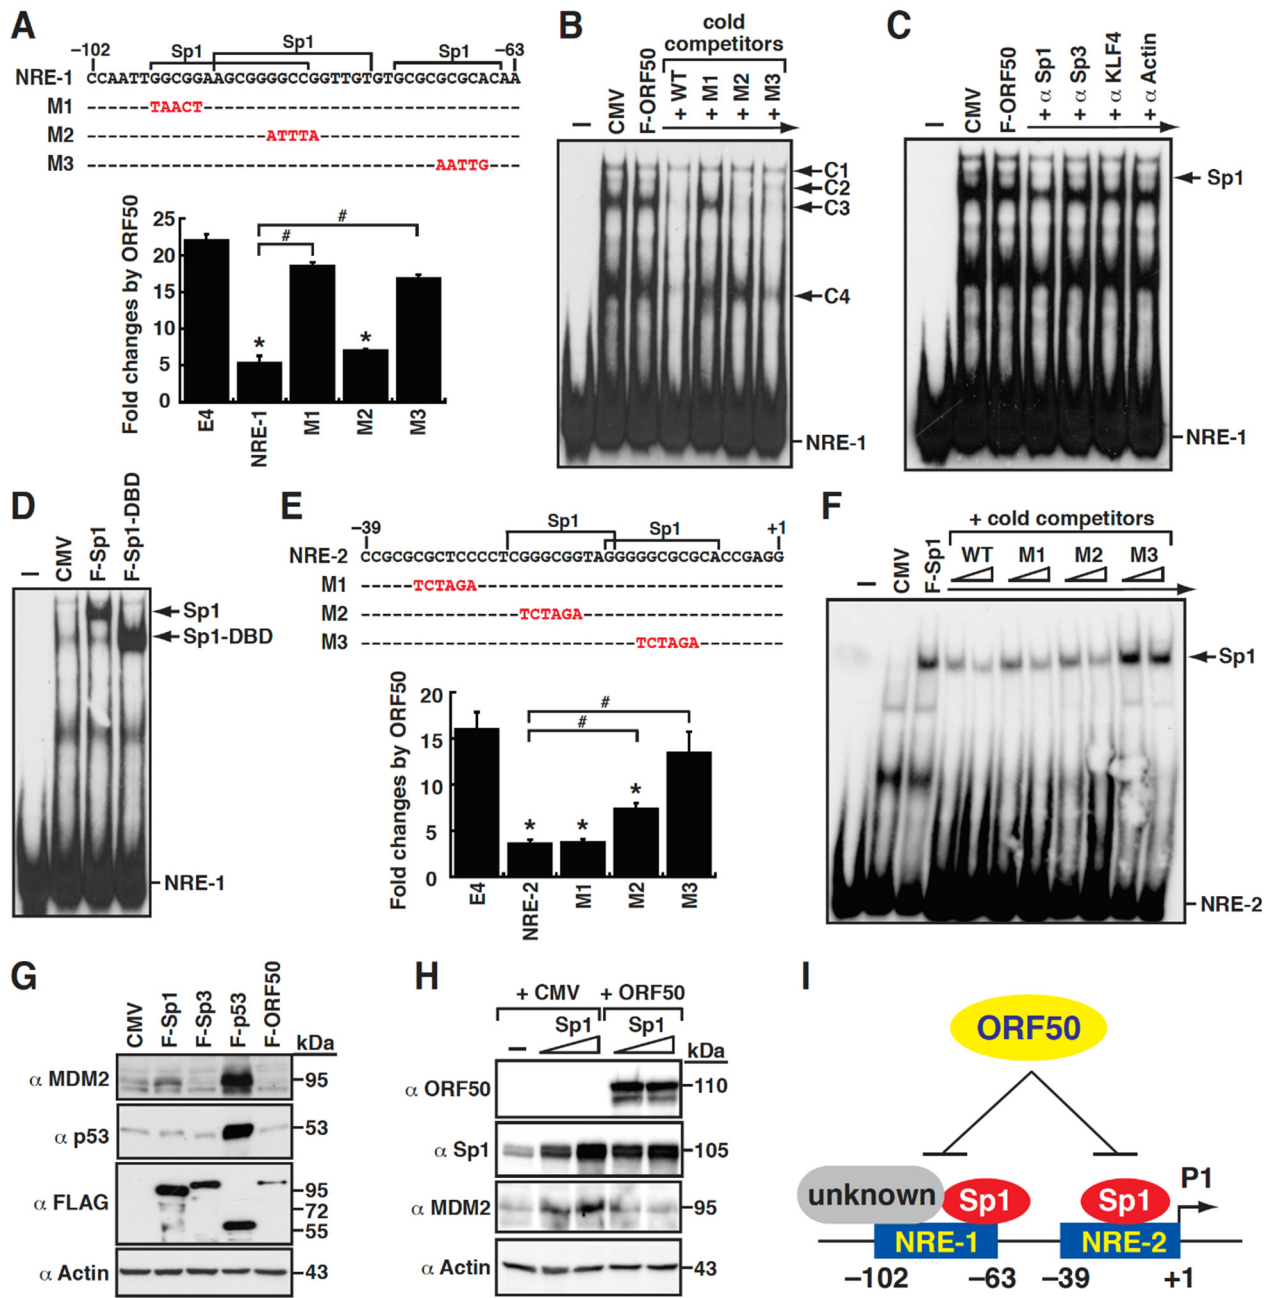 A
−102
Sp1
Sp1
Sp1
−63
NRE-1 CCAATTGGCGGAAGCGGGGCCGGTTGTGTGCGCGCGCACAA
M1 ------TAACT------------------------------
M2 -----------------ATTTA-------------------
M3 ---------------------------------AATTG---
Fold changes by ORF50
25
20
15
10
5
0
#
#
*
*
E4
NRE-1
M1
M2
M3
B
cold
competitors
–
CMV
F-ORF50
+ WT
+ M1
+ M2
+ M3
C1
C2
C3
C4
NRE-1
C
–
CMV
F-ORF50
+ α Sp1
+ α Sp3
+ α KLF4
+ α Actin
Sp1
NRE-1
D
–
CMV
F-Sp1
F-Sp1-DBD
Sp1
Sp1-DBD
NRE-1
E
−39
Sp1
Sp1
+1
NRE-2 CCGCGCGCTCCCCTCGGGCGGTAGGGGGCGCGCACCGAGG
M1 -----TCTAGA-----------------------------
M2 ---------------TCTAGA-------------------
M3 --------------------------TCTAGA--------
Fold changes by ORF50
20
15
10
5
0
#
#
*
*
*
E4
NRE-2
M1
M2
M3
F
+ cold competitors
–
CMV
F-Sp1
WT
M1
M2
M3
Sp1
NRE-2
G
CMV
F-Sp1
F-Sp3
F-p53
F-ORF50
kDa
α MDM2
95
α p53
53
α FLAG
95
72
55
α Actin
43
H
+ CMV
+ ORF50
–
Sp1
Sp1
kDa
α ORF50
110
α Sp1
105
α MDM2
95
α Actin
43
I
ORF50
unknown
Sp1
Sp1
P1
NRE-1
NRE-2
−102
−63
−39
+1